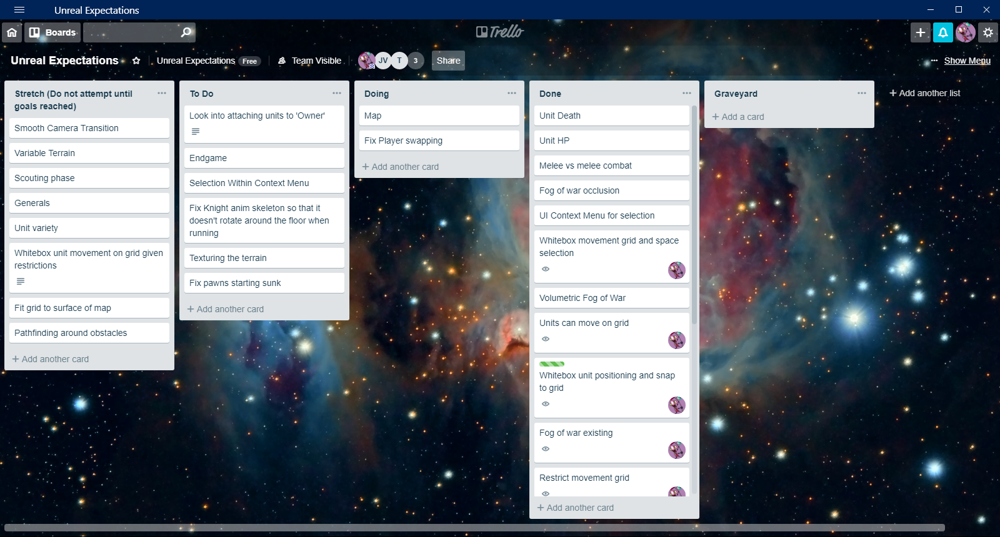 Unreal Expectations
Boards
Trello
Unreal Expectations
Unreal Expectations
Free
Team Visible
JV
T
3
Share
Show Menu
Stretch (Do not attempt until
goals reached)
Smooth Camera Transition
Variable Terrain
Scouting phase
Generals
Unit variety
Whitebox unit movement on grid given
restrictions
Fit grid to surface of map
Pathfinding around obstacles
+ Add another card
To Do
Look into attaching units to 'Owner'
Endgame
Selection Within Context Menu
Fix Knight anim skeleton so that it
doesn't rotate around the floor when
running
Texturing the terrain
Fix pawns starting sunk
+ Add another card
Doing
Map
Fix Player swapping
+ Add another card
Done
Unit Death
Unit HP
Melee vs melee combat
Fog of war occlusion
UI Context Menu for selection
Whitebox movement grid and space
selection
Volumetric Fog of War
Units can move on grid
Whitebox unit positioning and snap
to grid
Fog of war existing
Restrict movement grid
+ Add another card
Graveyard
+ Add a card
+ Add another list